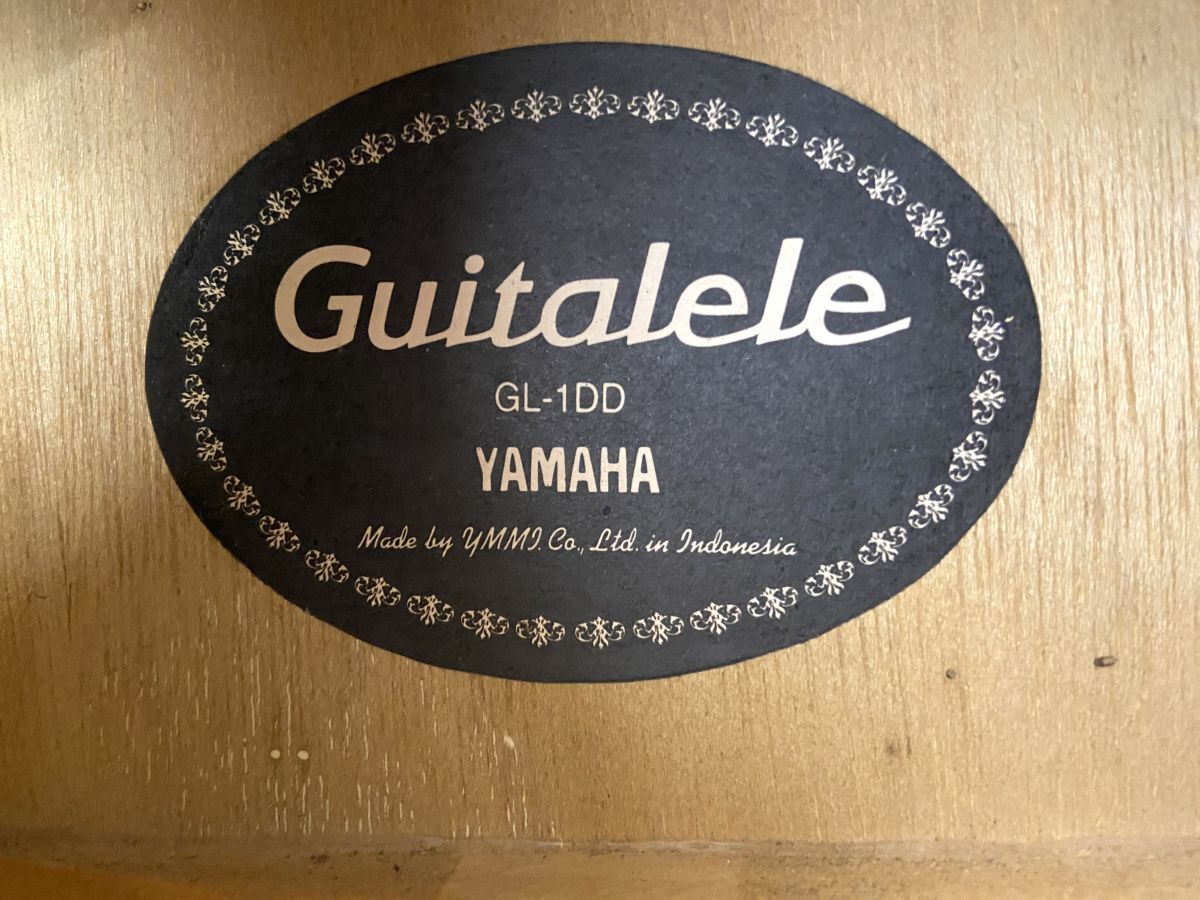 Guitalele
GL-1DD
YAMAHA
Made by YMMI. Co., Ltd. in Indonesia